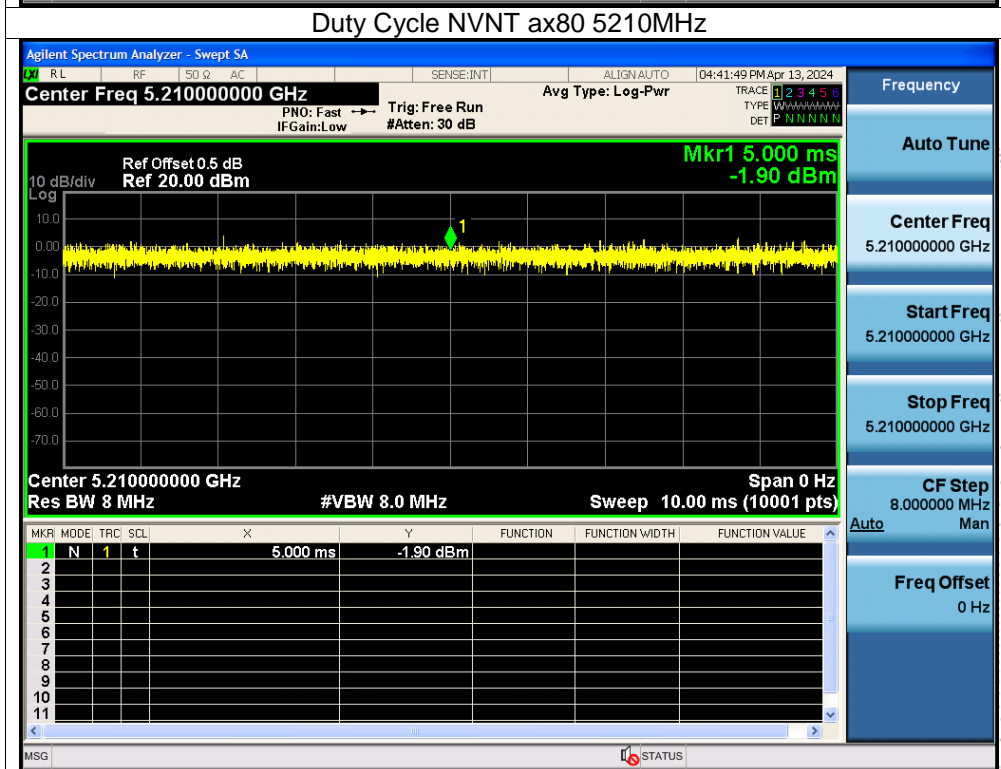 Duty Cycle NVNT ax80 5210MHz
Agilent Spectrum Analyzer - Swept SA
LXI RL RF 50 Ω AC SENSE:INT ALIGN AUTO 04:41:49 PM Apr 13, 2024
Center Freq 5.210000000 GHz
PNO: Fast
IFGain:Low
Trig: Free Run
#Atten: 30 dB
Avg Type: Log-Pwr
TRACE 1 2 3 4 5 6
TYPE WWWWWW
DET P N N N N N
Ref Offset 0.5 dB
10 dB/div Ref 20.00 dBm
Log
Mkr1 5.000 ms
-1.90 dBm
10.0
0.00
-10.0
-20.0
-30.0
-40.0
-50.0
-60.0
-70.0
1
Center 5.210000000 GHz Span 0 Hz
Res BW 8 MHz #VBW 8.0 MHz Sweep 10.00 ms (10001 pts)
MKR MODE TRC SCL X Y FUNCTION FUNCTION WIDTH FUNCTION VALUE
1 N 1 t 5.000 ms -1.90 dBm
2
3
4
5
6
7
8
9
10
11
MSG STATUS
Frequency
Auto Tune
Center Freq
5.210000000 GHz
Start Freq
5.210000000 GHz
Stop Freq
5.210000000 GHz
CF Step
8.000000 MHz
Auto Man
Freq Offset
0 Hz